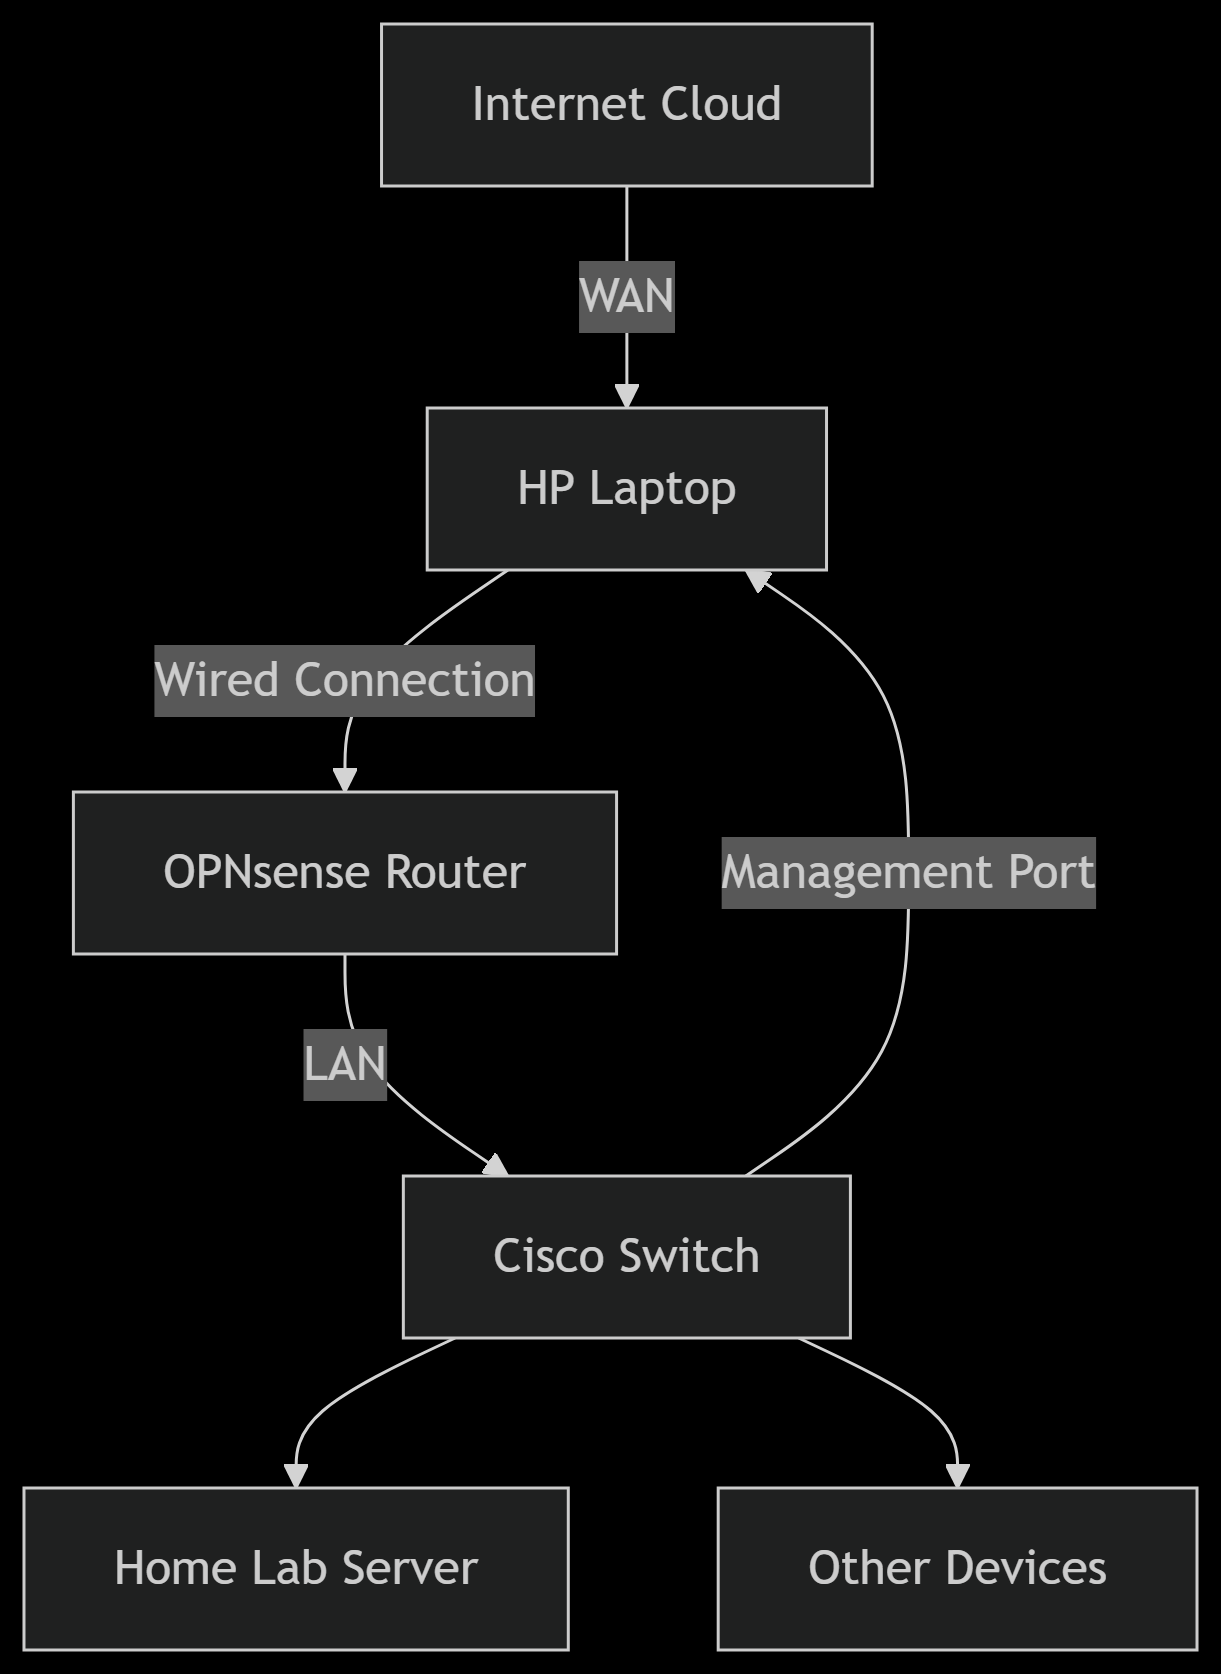 Internet Cloud
WAN
HP Laptop
Wired Connection
OPNsense Router
Management Port
LAN
Cisco Switch
Home Lab Server
Other Devices